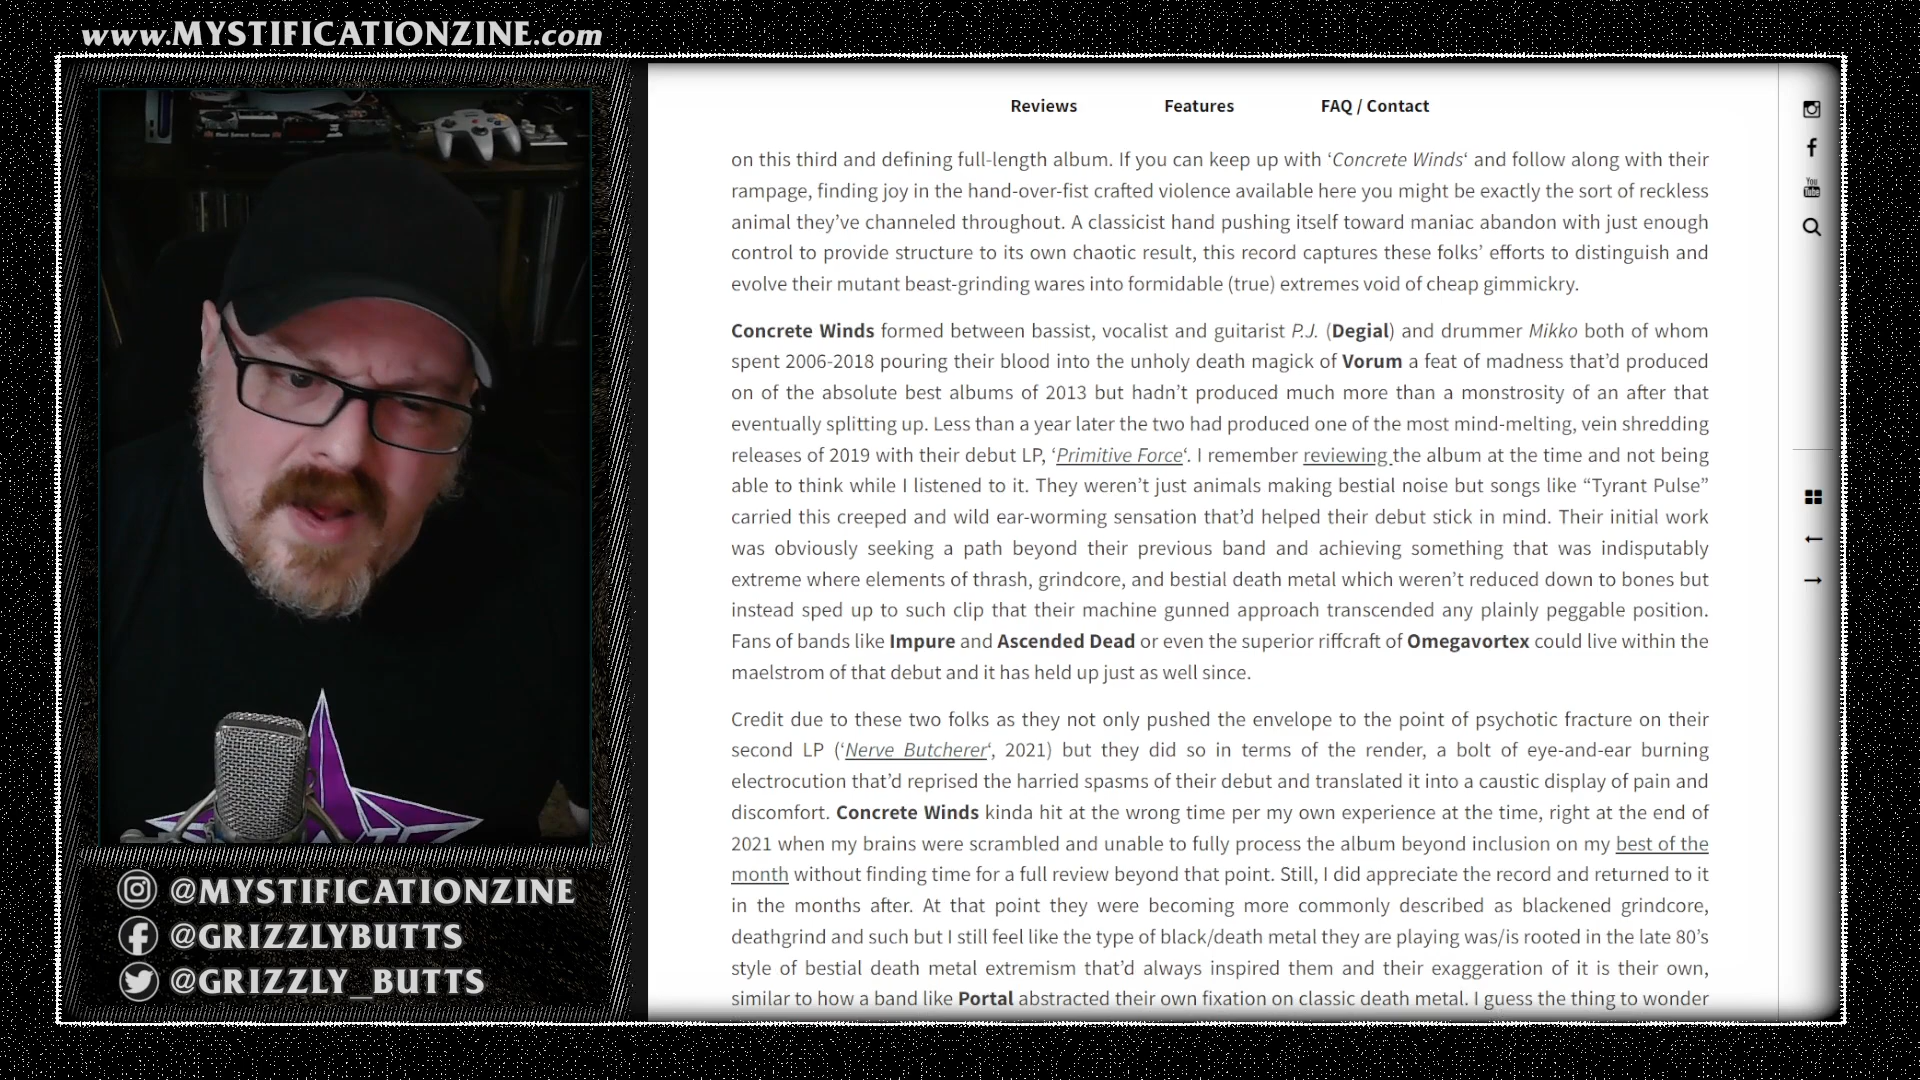 www.MYSTIFICATIONZINE.com
Reviews
Features
FAQ / Contact
on this third and defining full-length album. If you can keep up with ‘Concrete Winds‘ and follow along with their
rampage, finding joy in the hand-over-fist crafted violence available here you might be exactly the sort of reckless
animal they’ve channeled throughout. A classicist hand pushing itself toward maniac abandon with just enough
control to provide structure to its own chaotic result, this record captures these folks’ efforts to distinguish and
evolve their mutant beast-grinding wares into formidable (true) extremes void of cheap gimmickry.
Concrete Winds formed between bassist, vocalist and guitarist P.J. (Degial) and drummer Mikko both of whom
spent 2006-2018 pouring their blood into the unholy death magick of Vorum a feat of madness that’d produced
on of the absolute best albums of 2013 but hadn’t produced much more than a monstrosity of an after that
eventually splitting up. Less than a year later the two had produced one of the most mind-melting, vein shredding
releases of 2019 with their debut LP, ‘Primitive Force‘. I remember reviewing the album at the time and not being
able to think while I listened to it. They weren’t just animals making bestial noise but songs like “Tyrant Pulse”
carried this creeped and wild ear-worming sensation that’d helped their debut stick in mind. Their initial work
was obviously seeking a path beyond their previous band and achieving something that was indisputably
extreme where elements of thrash, grindcore, and bestial death metal which weren’t reduced down to bones but
instead sped up to such clip that their machine gunned approach transcended any plainly peggable position.
Fans of bands like Impure and Ascended Dead or even the superior riffcraft of Omegavortex could live within the
maelstrom of that debut and it has held up just as well since.
Credit due to these two folks as they not only pushed the envelope to the point of psychotic fracture on their
second LP (‘Nerve Butcherer‘, 2021) but they did so in terms of the render, a bolt of eye-and-ear burning
electrocution that’d reprised the harried spasms of their debut and translated it into a caustic display of pain and
discomfort. Concrete Winds kinda hit at the wrong time per my own experience at the time, right at the end of
2021 when my brains were scrambled and unable to fully process the album beyond inclusion on my best of the
month without finding time for a full review beyond that point. Still, I did appreciate the record and returned to it
in the months after. At that point they were becoming more commonly described as blackened grindcore,
deathgrind and such but I still feel like the type of black/death metal they are playing was/is rooted in the late 80’s
style of bestial death metal extremism that’d always inspired them and their exaggeration of it is their own,
similar to how a band like Portal abstracted their own fixation on classic death metal. I guess the thing to wonder
You
Tube
@MYSTIFICATIONZINE
@GRIZZLYBUTTS
@GRIZZLY_BUTTS